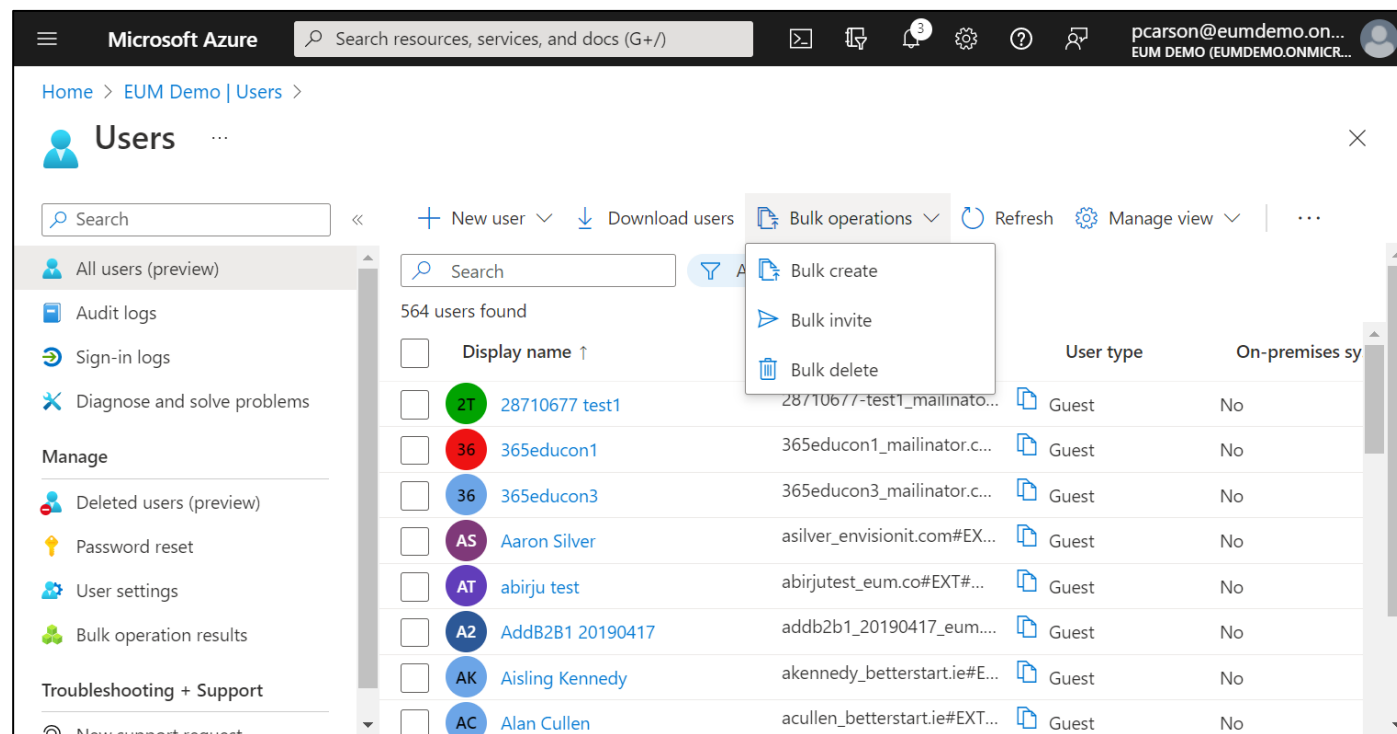 Microsoft Azure
Search resources, services, and docs (G+/)
3
pcarson@eumdemo.on...
EUM DEMO (EUMDEMO.ONMICR...
Home > EUM Demo | Users >
Users ...
Search «
+ New user Download users Bulk operations Refresh Manage view ...
All users (preview)
Audit logs
Sign-in logs
Diagnose and solve problems
Manage
Deleted users (preview)
Password reset
User settings
Bulk operation results
Troubleshooting + Support
New support request
Search A
Bulk create
Bulk invite
Bulk delete
564 users found
Display name ↑ User type On-premises sy
2T 28710677 test1 28710677-test1_mailinato... Guest No
36 365educon1 365educon1_mailinator.c... Guest No
36 365educon3 365educon3_mailinator.c... Guest No
AS Aaron Silver asilver_envisionit.com#EX... Guest No
AT abirju test abirjutest_eum.co#EXT#... Guest No
A2 AddB2B1 20190417 addb2b1_20190417_eum.... Guest No
AK Aisling Kennedy akennedy_betterstart.ie#E... Guest No
AC Alan Cullen acullen_betterstart.ie#EXT... Guest No